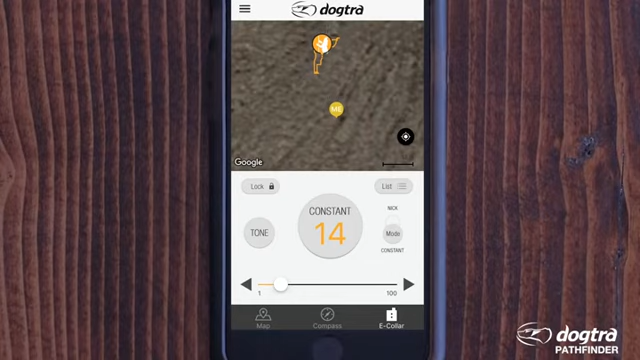 dogtra
ME
Google
Lock
List
CONSTANT
14
TONE
NICK
Mode
CONSTANT
1
100
Map
Compass
E-Collar
dogtra
PATHFINDER